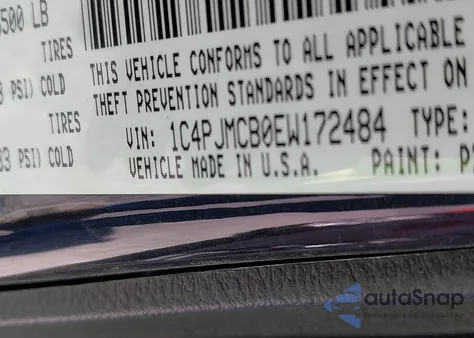 500 LB
TIRES
PSI) COLD
TIRES
33 PSI) COLD
THIS VEHICLE CONFORMS TO ALL APPLICABLE
THEFT PREVENTION STANDARDS IN EFFECT ON
VIN: 1C4PJMCB0EW172484 TYPE:
VEHICLE MADE IN U.S.A. PAINT:
autoSnap